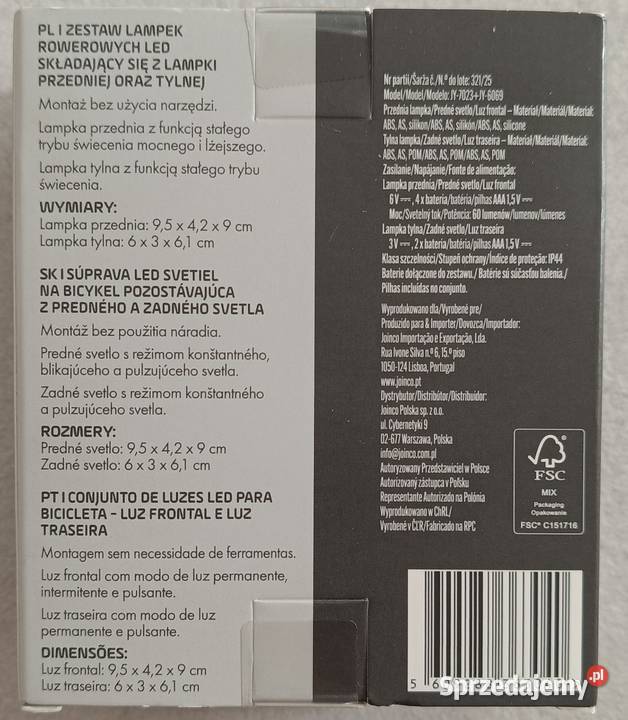 PL I ZESTAW LAMPEK
ROWEROWYCH LED
SKŁADAJĄCY SIĘ Z LAMPKI
PRZEDNIEJ ORAZ TYLNEJ
Montaż bez użycia narzędzi.
Lampka przednia z funkcją stałego
trybu świecenia mocnego i lżejszego.
Lampka tylna z funkcją stałego trybu
świecenia.
WYMIARY:
Lampka przednia: 9,5 x 4,2 x 9 cm
Lampka tylna: 6 x 3 x 6,1 cm
SK I SÚPRAVA LED SVETIEL
NA BICYKEL POZOSTÁVAJÚCA
Z PREDNÉHO A ZADNÉHO SVETLA
Montáž bez použitia náradia.
Predné svetlo s režimom konštantného,
blikajúceho a pulzujúceho svetla.
Zadné svetlo s režimom konštantného
a pulzujúceho svetla.
ROZMERY:
Predné svetlo: 9,5 x 4,2 x 9 cm
Zadné svetlo: 6 x 3 x 6,1 cm
PT I CONJUNTO DE LUZES LED PARA
BICICLETA – LUZ FRONTAL E LUZ
TRASEIRA
Montagem sem necessidade de ferramentas.
Luz frontal com modo de luz permanente,
intermitente e pulsante.
Luz traseira com modo de luz
permanente e pulsante.
DIMENSÕES:
Luz frontal: 9,5 x 4,2 x 9 cm
Luz traseira: 6 x 3 x 6,1 cm
Nr partii/Šarža č./N.º do lote: 321/25
Model/Model/Modelo: JY-7023+JY-6069
Przednia lampka/Predné svetlo/Luz frontal – Materiał/Materiál/Material:
ABS, AS, silikon/ABS, AS, silikón/ABS, AS, silicone
Tylna lampka/Zadné svetlo/Luz traseira – Materiał/Materiál/Material:
ABS, AS, POM/ABS, AS, POM/ABS, AS, POM
Zasilanie/Napájanie/Fonte de alimentação:
Lampka przednia/Predné svetlo/Luz frontal
6 V ⎓, 4 x bateria/batéria/pilhas AAA 1,5 V ⎓
Moc/Svetelný tok/Potência: 60 lumenów/lumenov/lúmenes
Lampka tylna/Zadné svetlo/Luz traseira
3 V ⎓, 2 x bateria/batéria/pilhas AAA 1,5 V ⎓
Klasa szczelności/Stupeň ochrany/Índice de proteção: IP44
Baterie dołączone do zestawu./ Batérie sú súčasťou balenia./
Pilhas incluídas no conjunto.
Wyprodukowano dla/Vyrobené pre/
Produzido para & Importer/Dovozca/Importador:
Joinco Importação e Exportação, Lda.
Rua Ivone Silva n.º 6, 15.º piso
1050-124 Lisboa, Portugal
www.joinco.pt
Dystrybutor/Distribútor/Distribuidor:
Joinco Polska sp. z o.o.
ul. Cybernetyki 9
02-677 Warszawa, Polska
info@joinco.com.pl
Autoryzowany Przedstawiciel w Polsce
Autorizovaný zástupca v Poľsku
Representante Autorizado na Polónia
Wyprodukowano w ChRL/
Vyrobené v ČĽR/Fabricado na RPC
FSC
MIX
Packaging
Opakowanie
FSC® C151716
5
Sprzedajemy.pl